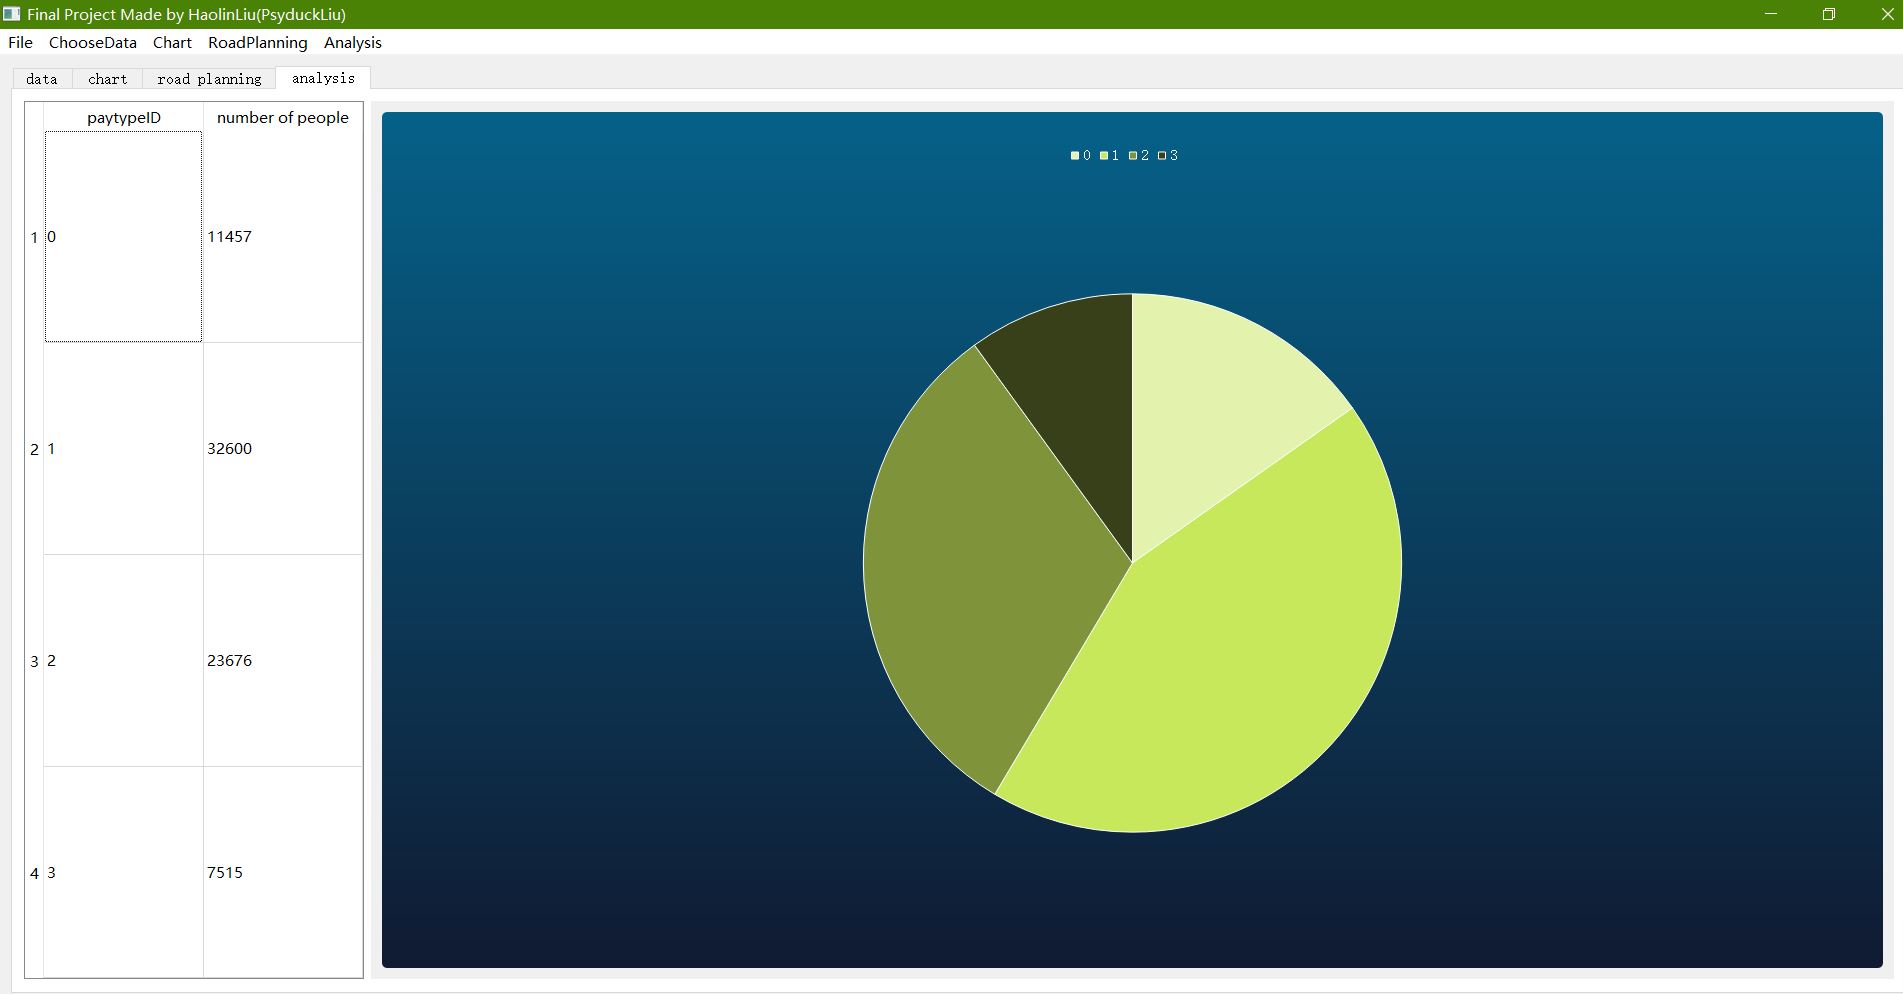 Final Project Made by HaolinLiu(PsyduckLiu)
File ChooseData Chart RoadPlanning Analysis
data chart road planning analysis
paytypeID number of people
1 0 11457
2 1 32600
3 2 23676
4 3 7515
0 1 2 3